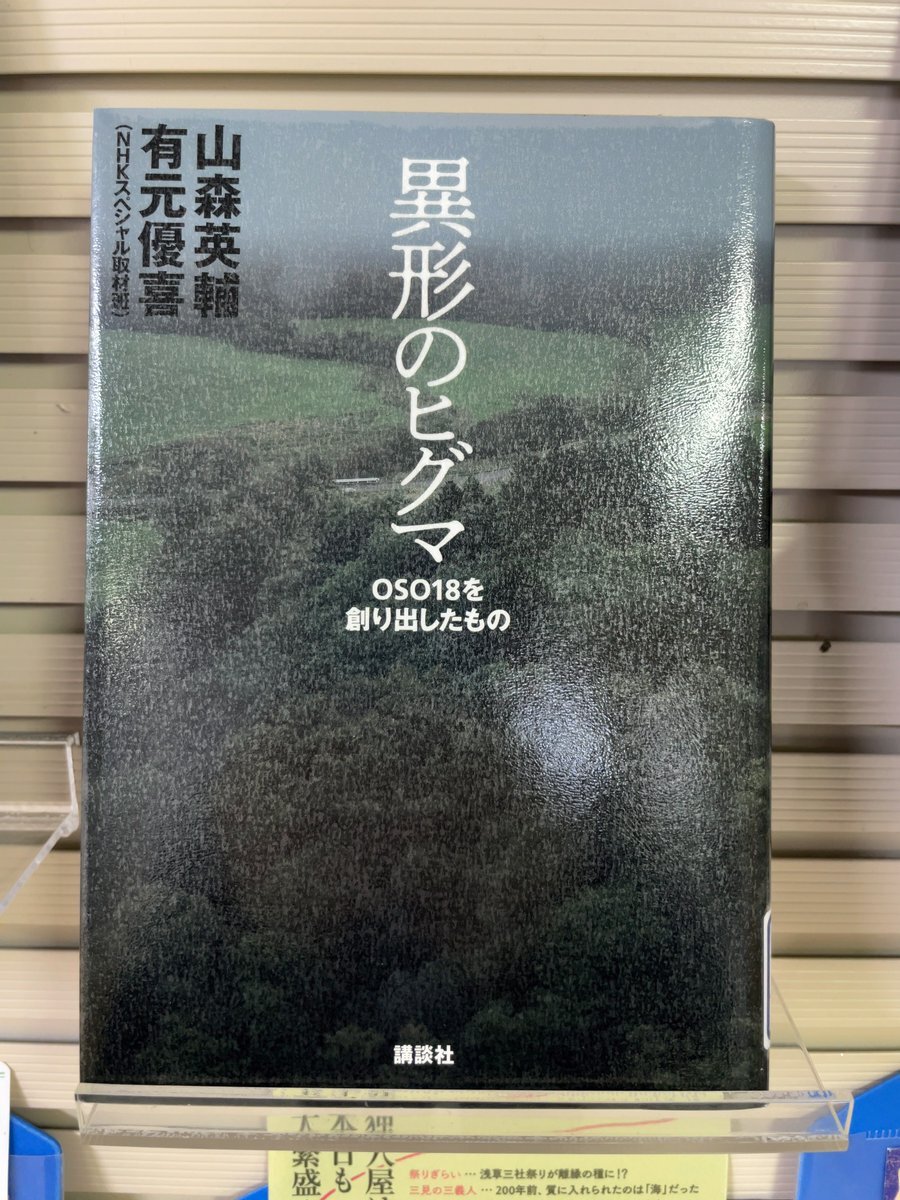 異形のヒグマ
OSO18を
創り出したもの
山森英輔
有元優喜
(NHKスペシャル取材班)
講談社
祭りぎらい…浅草三社祭りが離縁の種に!?
三見の三義人…200年前、質に入れられたのは「海」だった